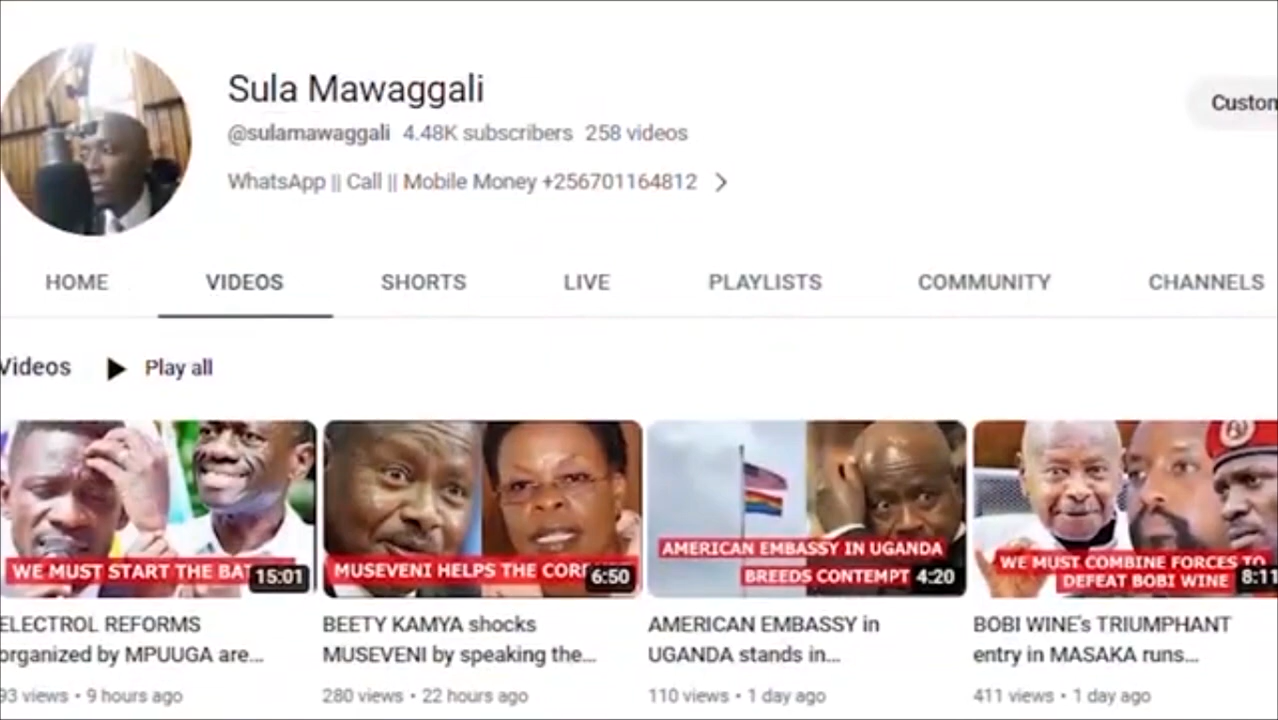 Sula Mawaggali
@sulamawaggali 4.48K subscribers 258 videos
WhatsApp || Call || Mobile Money +256701164812
Custom
HOME VIDEOS SHORTS LIVE PLAYLISTS COMMUNITY CHANNELS
Videos Play all
WE MUST START THE BAT 15:01
MUSEVENI HELPS THE CORR 6:50
AMERICAN EMBASSY IN UGANDA
BREEDS CONTEMPT 4:20
WE MUST COMBINE FORCES TO
DEFEAT BOBI WINE 8:11
ELECTROL REFORMS
organized by MPUUGA are...
93 views • 9 hours ago
BEETY KAMYA shocks
MUSEVENI by speaking the...
280 views • 22 hours ago
AMERICAN EMBASSY in
UGANDA stands in...
110 views • 1 day ago
BOBI WINE's TRIUMPHANT
entry in MASAKA runs...
411 views • 1 day ago